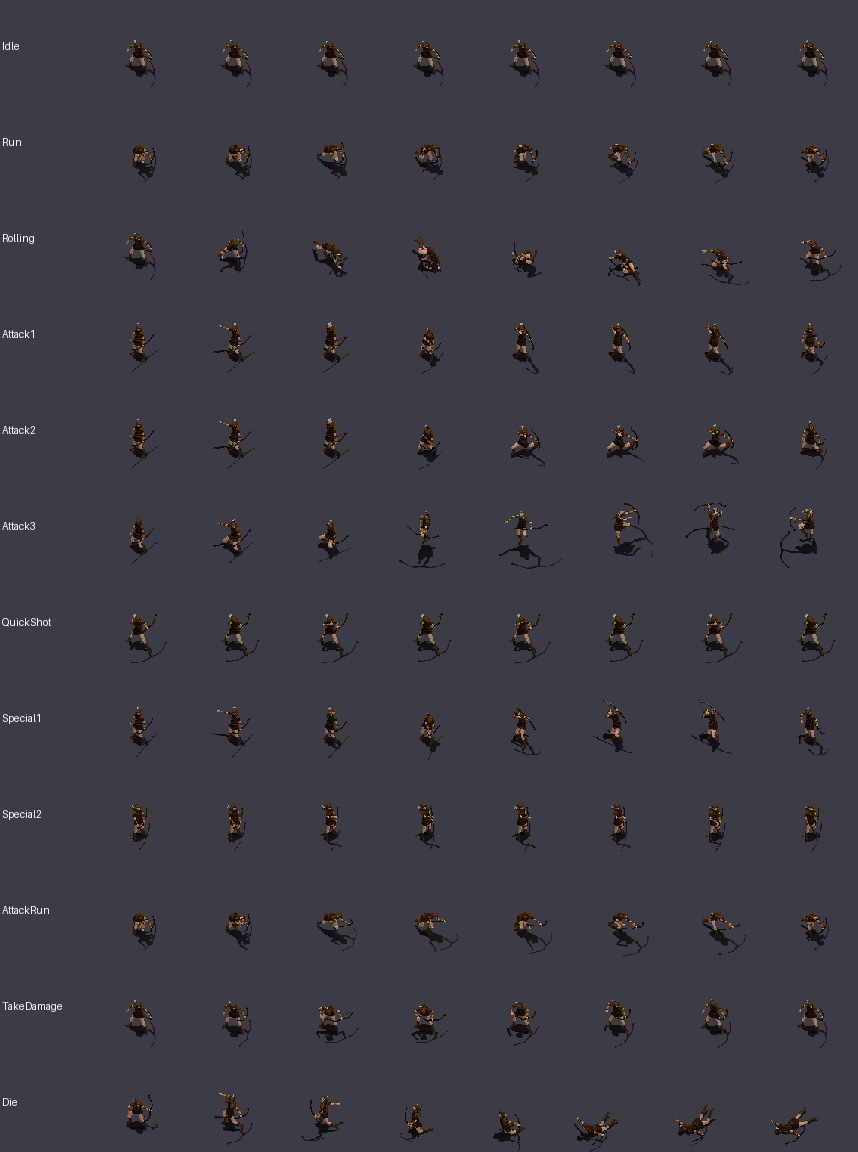 Idle
Run
Rolling
Attack1
Attack2
Attack3
QuickShot
Special1
Special2
AttackRun
TakeDamage
Die